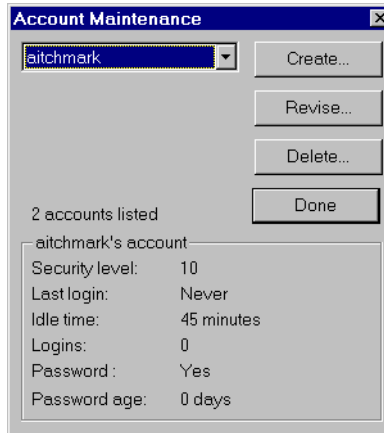 Account Maintenance
aitchmark
Create...
Revise...
Delete...
Done
2 accounts listed
aitchmark's account
Security level: 10
Last login: Never
Idle time: 45 minutes
Logins: 0
Password : Yes
Password age: 0 days